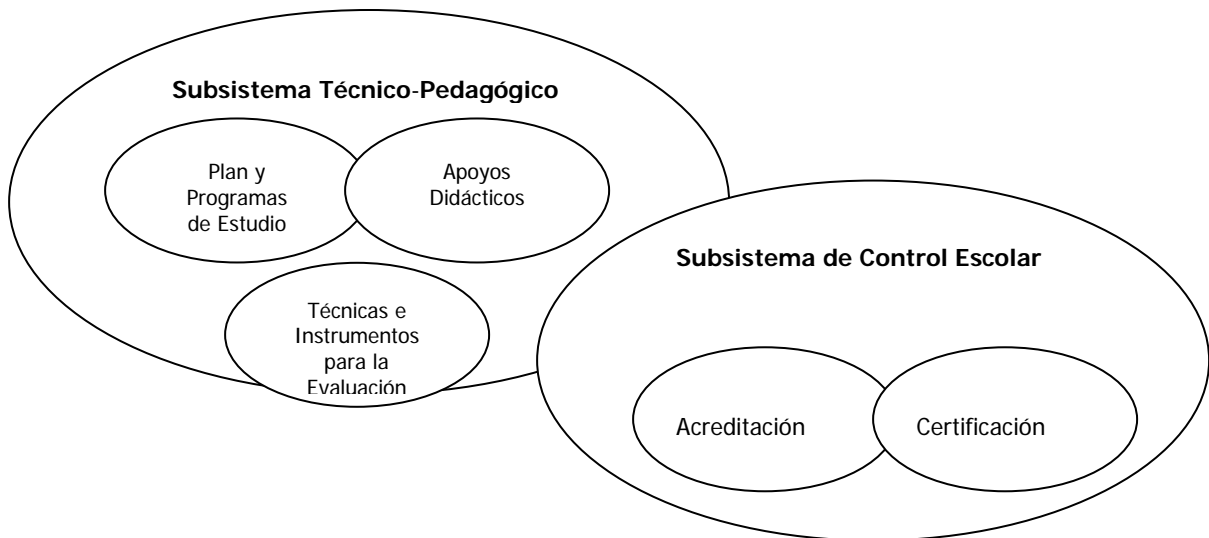 Subsistema Técnico-Pedagógico
Plan y
Programas
de Estudio
Apoyos
Didácticos
Técnicas e
Instrumentos
para la
Evaluación
Subsistema de Control Escolar
Acreditación
Certificación